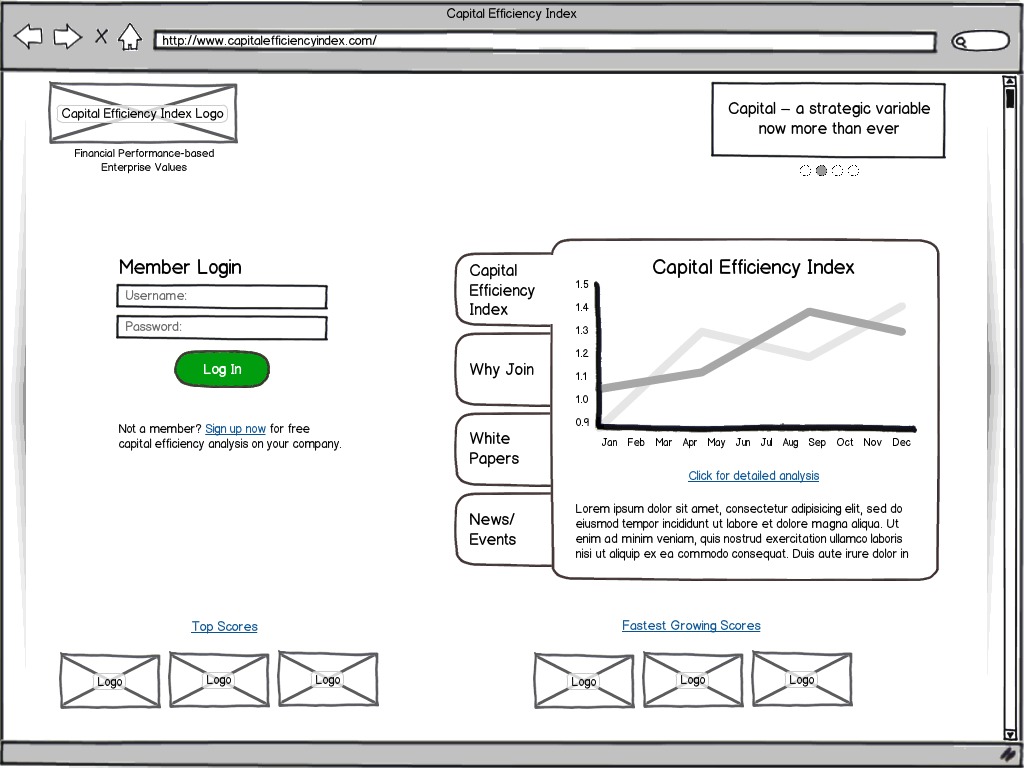 Capital Efficiency Index
http://www.capitalefficiencyindex.com/
Capital Efficiency Index Logo
Financial Performance-based
Enterprise Values
Capital – a strategic variable
now more than ever
Member Login
Username:
Password:
Log In
Not a member? Sign up now for free
capital efficiency analysis on your company.
Capital
Efficiency
Index
Why Join
White
Papers
News/
Events
Capital Efficiency Index
1.5
1.4
1.3
1.2
1.1
1.0
0.9
Jan Feb Mar Apr May Jun Jul Aug Sep Oct Nov Dec
Click for detailed analysis
Lorem ipsum dolor sit amet, consectetur adipisicing elit, sed do
eiusmod tempor incididunt ut labore et dolore magna aliqua. Ut
enim ad minim veniam, quis nostrud exercitation ullamco laboris
nisi ut aliquip ex ea commodo consequat. Duis aute irure dolor in
Top Scores
Logo Logo Logo
Fastest Growing Scores
Logo Logo Logo